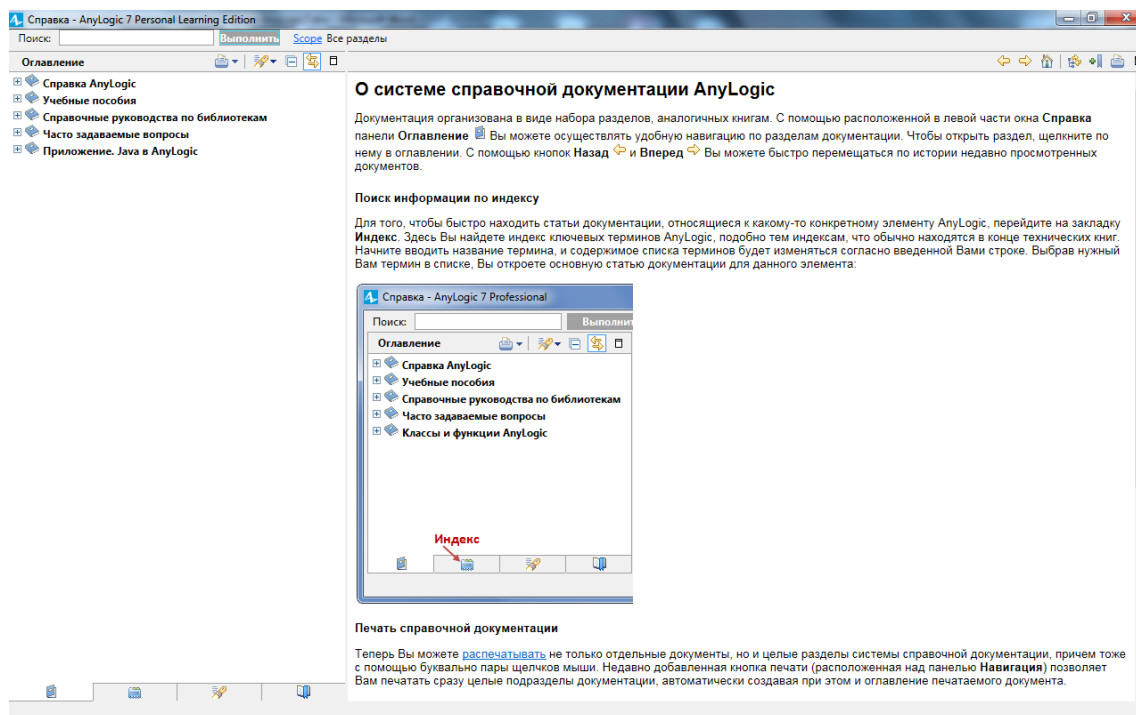 Справка - AnyLogic 7 Personal Learning Edition
Поиск: Выполнить Scope Все разделы
Оглавление
Справка AnyLogic
Учебные пособия
Справочные руководства по библиотекам
Часто задаваемые вопросы
Приложение. Java в AnyLogic
О системе справочной документации AnyLogic
Документация организована в виде набора разделов, аналогичных книгам. С помощью расположенной в левой части окна Справка
панели Оглавление Вы можете осуществлять удобную навигацию по разделам документации. Чтобы открыть раздел, щелкните по
нему в оглавлении. С помощью кнопок Назад и Вперед Вы можете быстро перемещаться по истории недавно просмотренных
документов.
Поиск информации по индексу
Для того, чтобы быстро находить статьи документации, относящиеся к какому-то конкретному элементу AnyLogic, перейдите на закладку
Индекс. Здесь Вы найдете индекс ключевых терминов AnyLogic, подобно тем индексам, что обычно находятся в конце технических книг.
Начните вводить название термина, и содержимое списка терминов будет изменяться согласно введенной Вами строке. Выбрав нужный
Вам термин в списке, Вы откроете основную статью документации для данного элемента:
Справка - AnyLogic 7 Professional
Поиск: Выполнит
Оглавление
Справка AnyLogic
Учебные пособия
Справочные руководства по библиотекам
Часто задаваемые вопросы
Классы и функции AnyLogic
Индекс
Печать справочной документации
Теперь Вы можете распечатывать не только отдельные документы, но и целые разделы системы справочной документации, причем тоже
с помощью буквально пары щелчков мыши. Недавно добавленная кнопка печати (расположенная над панелью Навигация) позволяет
Вам печатать сразу целые подразделы документации, автоматически создавая при этом и оглавление печатаемого документа.